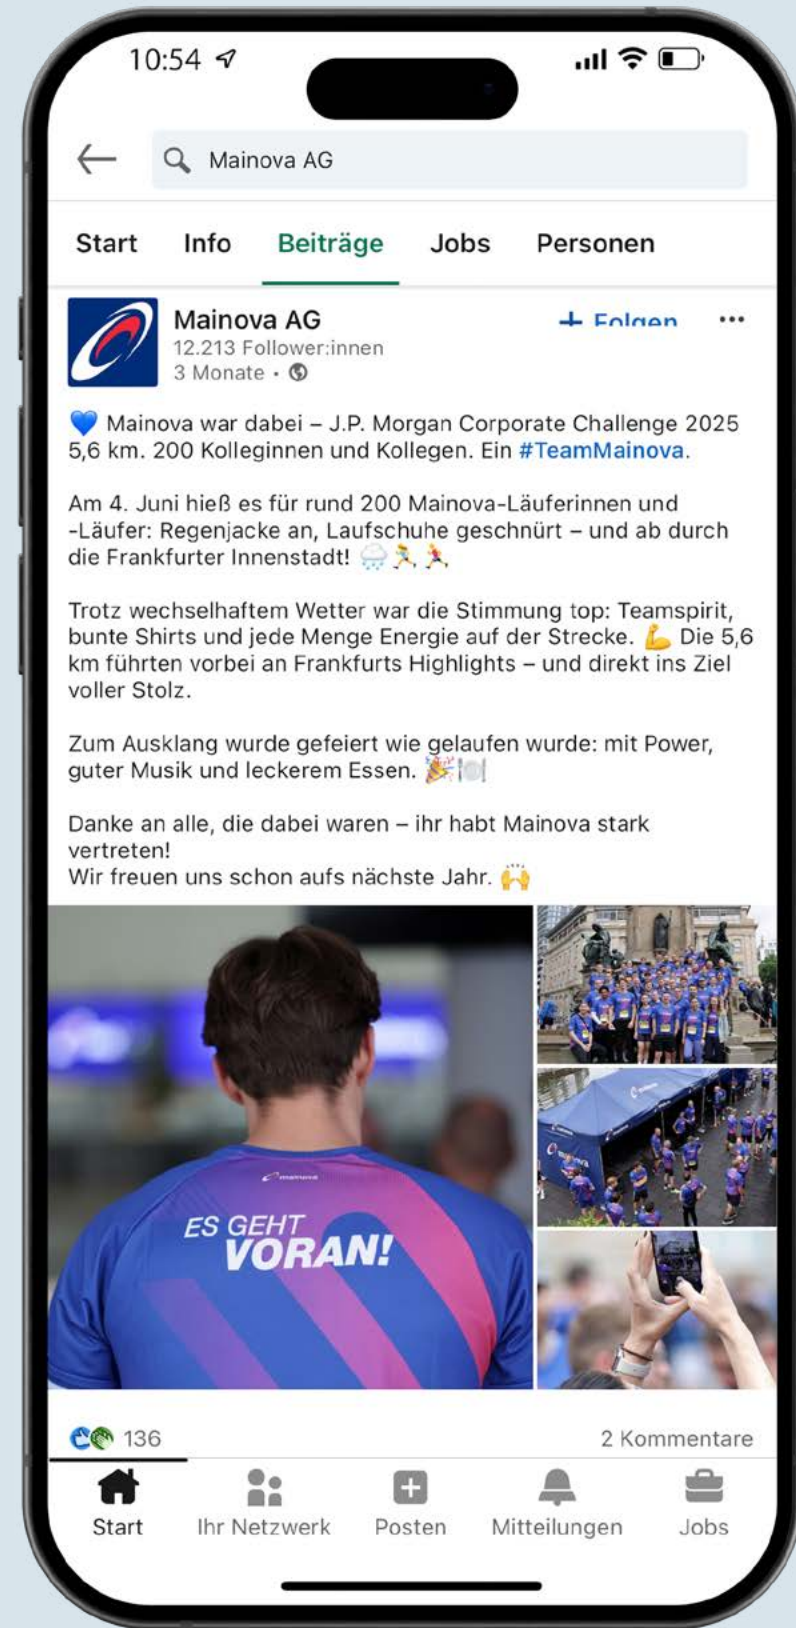 10:54
Mainova AG
Start Info Beiträge Jobs Personen
Mainova AG
+ Folgen
12.213 Follower:innen
3 Monate •
💙 Mainova war dabei – J.P. Morgan Corporate Challenge 2025
5,6 km. 200 Kolleginnen und Kollegen. Ein #TeamMainova.
Am 4. Juni hieß es für rund 200 Mainova-Läuferinnen und
-Läufer: Regenjacke an, Laufschuhe geschnürt – und ab durch
die Frankfurter Innenstadt! 🌧️🏃‍♂️🏃‍♀️
Trotz wechselhaftem Wetter war die Stimmung top: Teamspirit,
bunte Shirts und jede Menge Energie auf der Strecke. 💪 Die 5,6
km führten vorbei an Frankfurts Highlights – und direkt ins Ziel
voller Stolz.
Zum Ausklang wurde gefeiert wie gelaufen wurde: mit Power,
guter Musik und leckerem Essen. 🎉🍽️
Danke an alle, die dabei waren – ihr habt Mainova stark
vertreten!
Wir freuen uns schon aufs nächste Jahr. 🙌
mainova
ES GEHT
VORAN!
mainova
136
2 Kommentare
Start Ihr Netzwerk Posten Mitteilungen Jobs